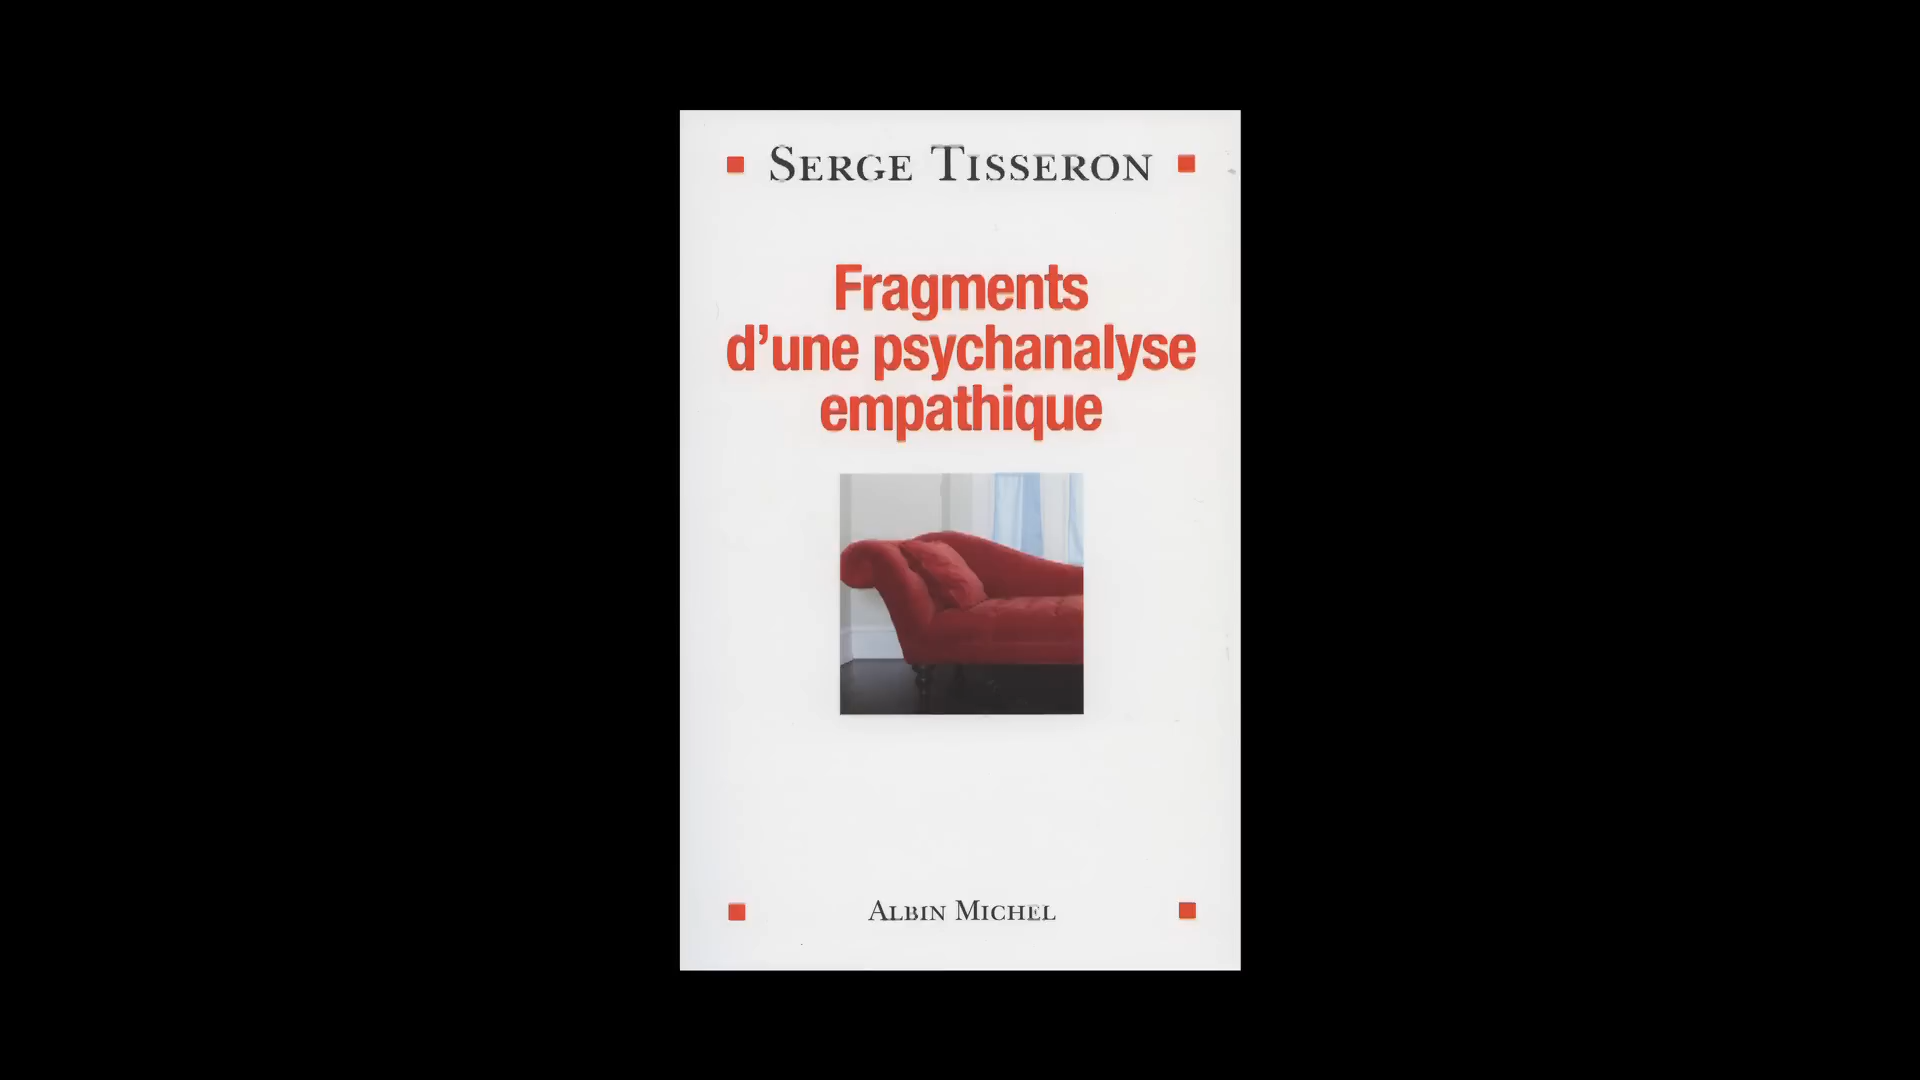 SERGE TISSERON
Fragments
d'une psychanalyse
empathique
ALBIN MICHEL